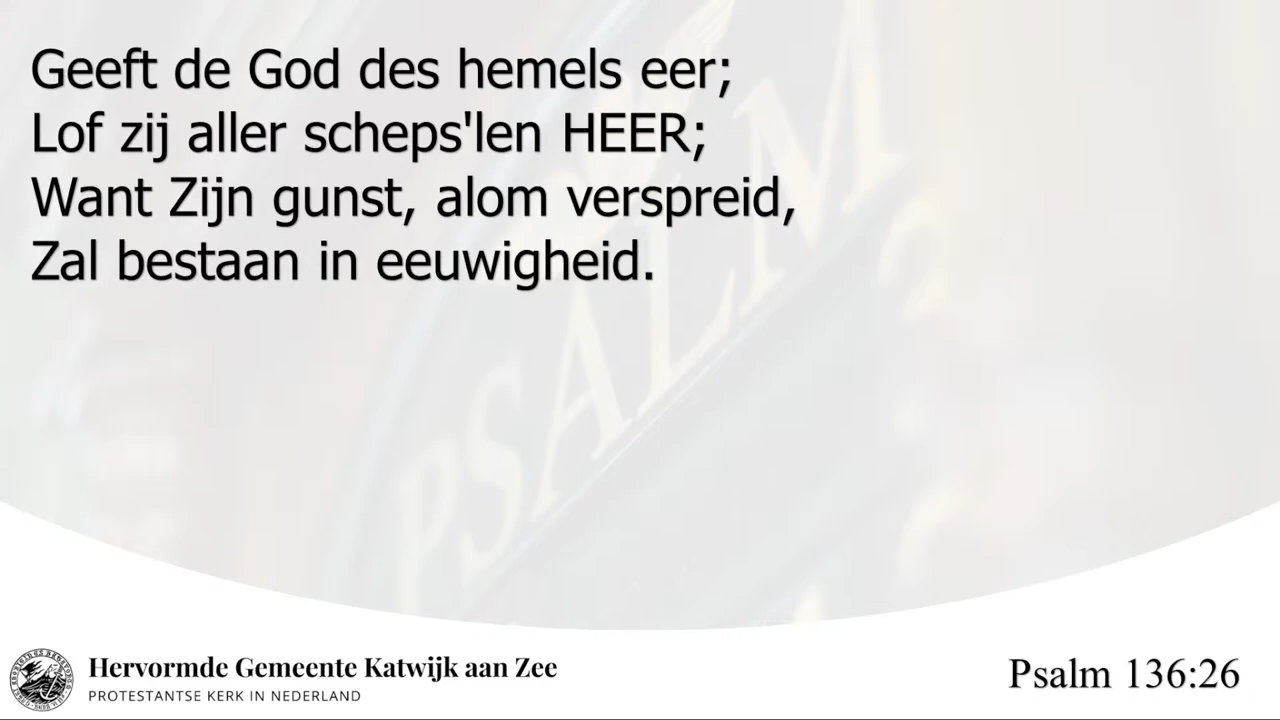 Geeft de God des hemels eer;
Lof zij aller scheps'len HEER;
Want Zijn gunst, alom verspreid,
Zal bestaan in eeuwigheid.
PSALM
Hervormde Gemeente Katwijk aan Zee
PROTESTANTSE KERK IN NEDERLAND
Psalm 136:26